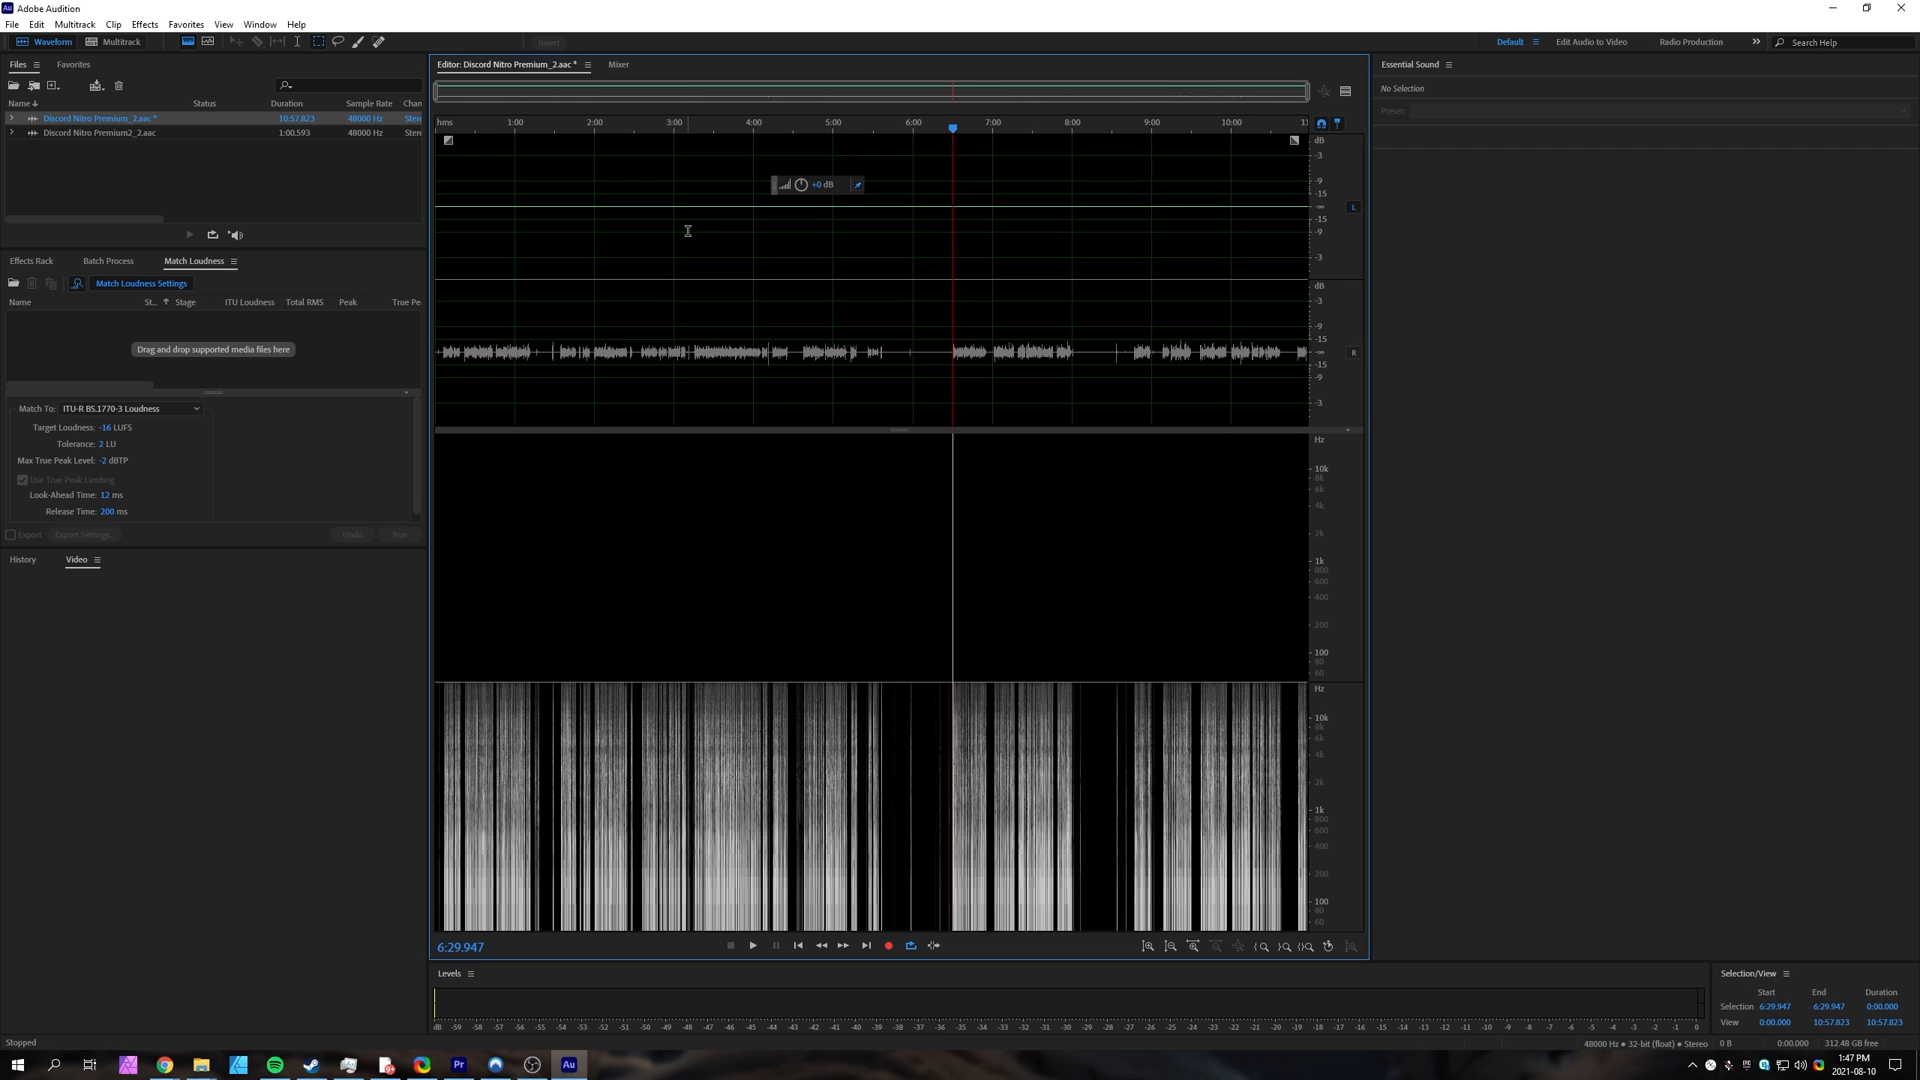 Adobe Audition
File Edit Multitrack Clip Effects Favorites View Window Help
Waveform Multitrack Invert Default Edit Audio to Video Radio Production Search Help
Files Favorites
Name Status Duration Sample Rate Chan
Discord Nitro Premium_2.aac * 10:57.823 48000 Hz Stere
Discord Nitro Premium2_2.aac 1:00.593 48000 Hz Stere
Effects Rack Batch Process Match Loudness
Match Loudness Settings
Name St... Stage ITU Loudness Total RMS Peak True Pe
Drag and drop supported media files here
Match To: ITU-R BS.1770-3 Loudness
Target Loudness: -16 LUFS
Tolerance: 2 LU
Max True Peak Level: -2 dBTP
Use True Peak Limiting
Look-Ahead Time: 12 ms
Release Time: 200 ms
Export Export Settings... Undo Run
History Video
Editor: Discord Nitro Premium_2.aac * Mixer
hms 1:00 2:00 3:00 4:00 5:00 6:00 7:00 8:00 9:00 10:00 11
+0 dB
dB
-3
-9
-15
-∞
-15
-9
-3
L
dB
-3
-9
-15
-∞
-15
-9
-3
R
Hz
10k
8k
6k
4k
2k
1k
800
600
400
200
100
80
60
Hz
10k
8k
6k
4k
2k
1k
800
600
400
200
100
80
60
6:29.947
Essential Sound
No Selection
Preset:
Levels
dB -59 -58 -57 -56 -55 -54 -53 -52 -51 -50 -49 -48 -47 -46 -45 -44 -43 -42 -41 -40 -39 -38 -37 -36 -35 -34 -33 -32 -31 -30 -29 -28 -27 -26 -25 -24 -23 -22 -21 -20 -19 -18 -17 -16 -15 -14 -13 -12 -11 -10 -9 -8 -7 -6 -5 -4 -3 -2 -1 0
Selection/View
Start End Duration
Selection 6:29.947 6:29.947 0:00.000
View 0:00.000 10:57.823 10:57.823
Stopped 48000 Hz ● 32-bit (float) ● Stereo 0 B 0:00.000 312.48 GB free
Pr Au
1:47 PM
2021-08-10